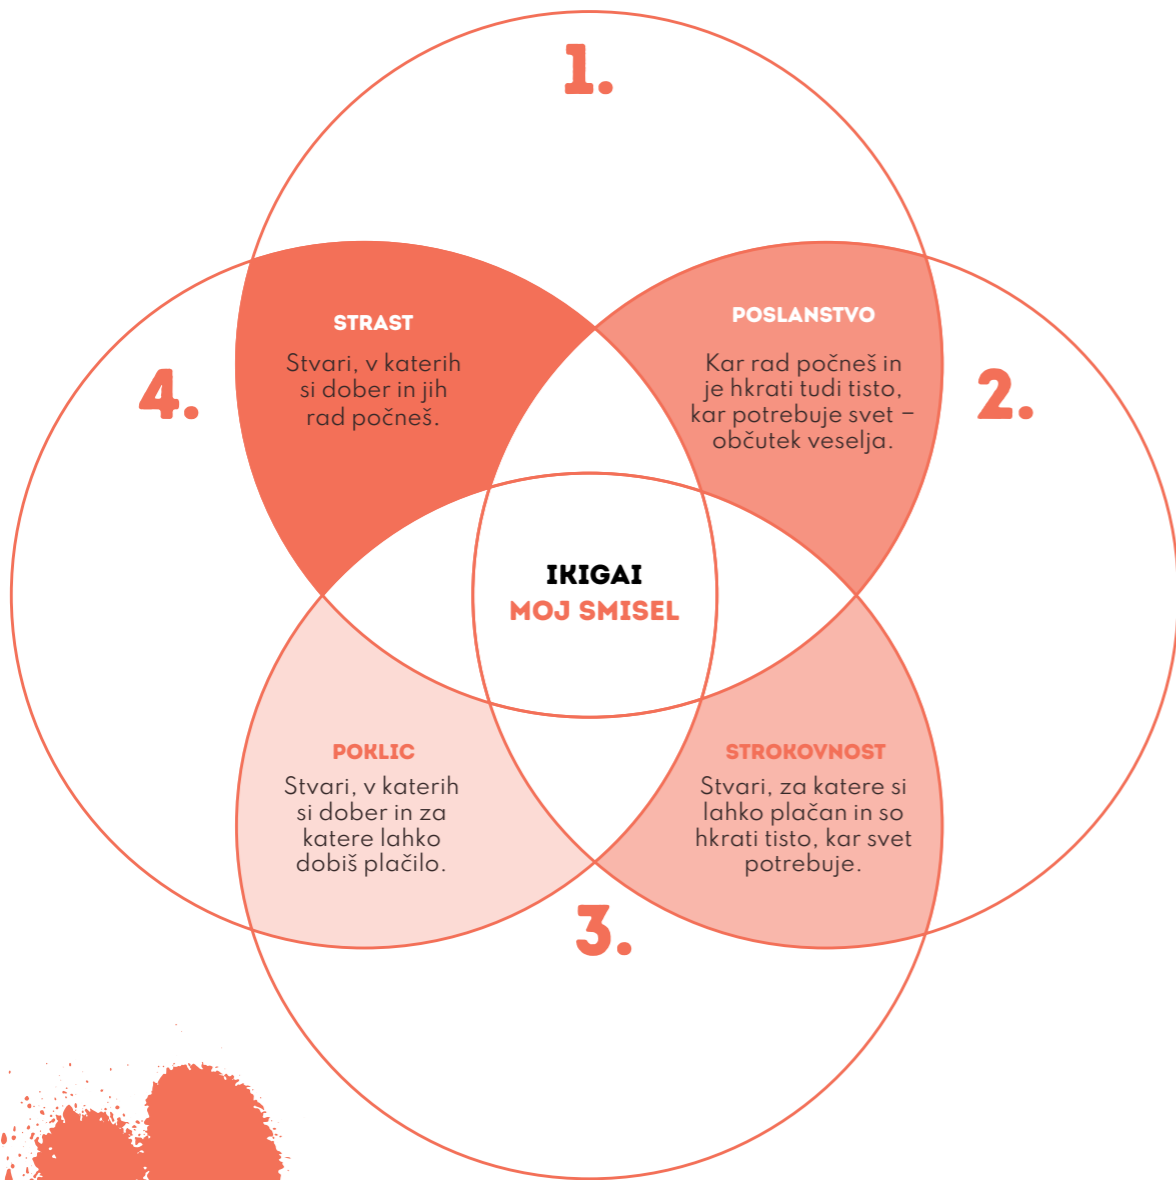 1.
STRAST
Stvari, v katerih
si dober in jih
rad počneš.
POSLANSTVO
Kar rad počneš in
je hkrati tudi tisto,
kar potrebuje svet –
občutek veselja.
4.
2.
IKIGAI
MOJ SMISEL
POKLIC
Stvari, v katerih
si dober in za
katere lahko
dobiš plačilo.
STROKOVNOST
Stvari, za katere si
lahko plačan in so
hkrati tisto, kar svet
potrebuje.
3.